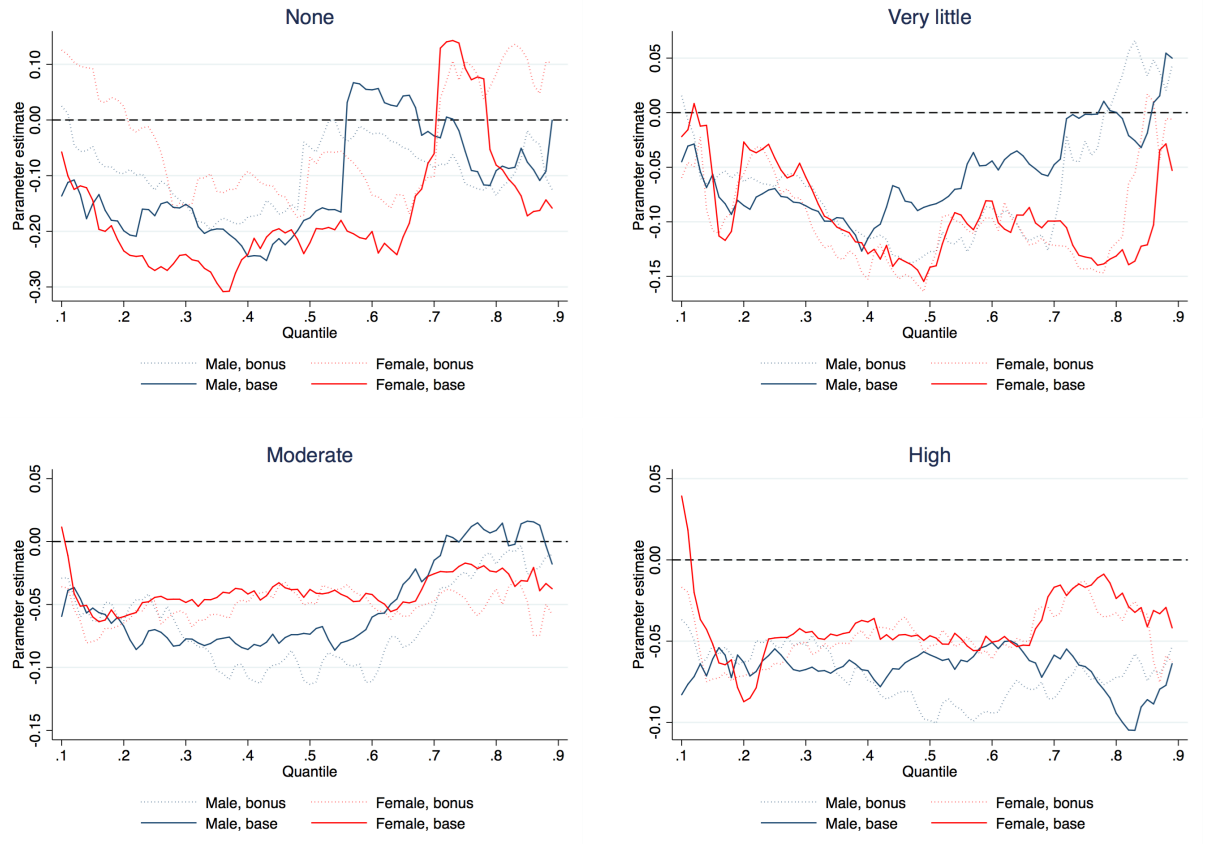 None
Parameter estimate
0.10
0.00
-0.10
-0.20
-0.30
.1 .2 .3 .4 .5 .6 .7 .8 .9
Quantile
Male, bonus Female, bonus
Male, base Female, base
Very little
Parameter estimate
0.05
0.00
-0.05
-0.10
-0.15
.1 .2 .3 .4 .5 .6 .7 .8 .9
Quantile
Male, bonus Female, bonus
Male, base Female, base
Moderate
Parameter estimate
0.05
0.00
-0.05
-0.10
-0.15
.1 .2 .3 .4 .5 .6 .7 .8 .9
Quantile
Male, bonus Female, bonus
Male, base Female, base
High
Parameter estimate
0.05
0.00
-0.05
-0.10
.1 .2 .3 .4 .5 .6 .7 .8 .9
Quantile
Male, bonus Female, bonus
Male, base Female, base